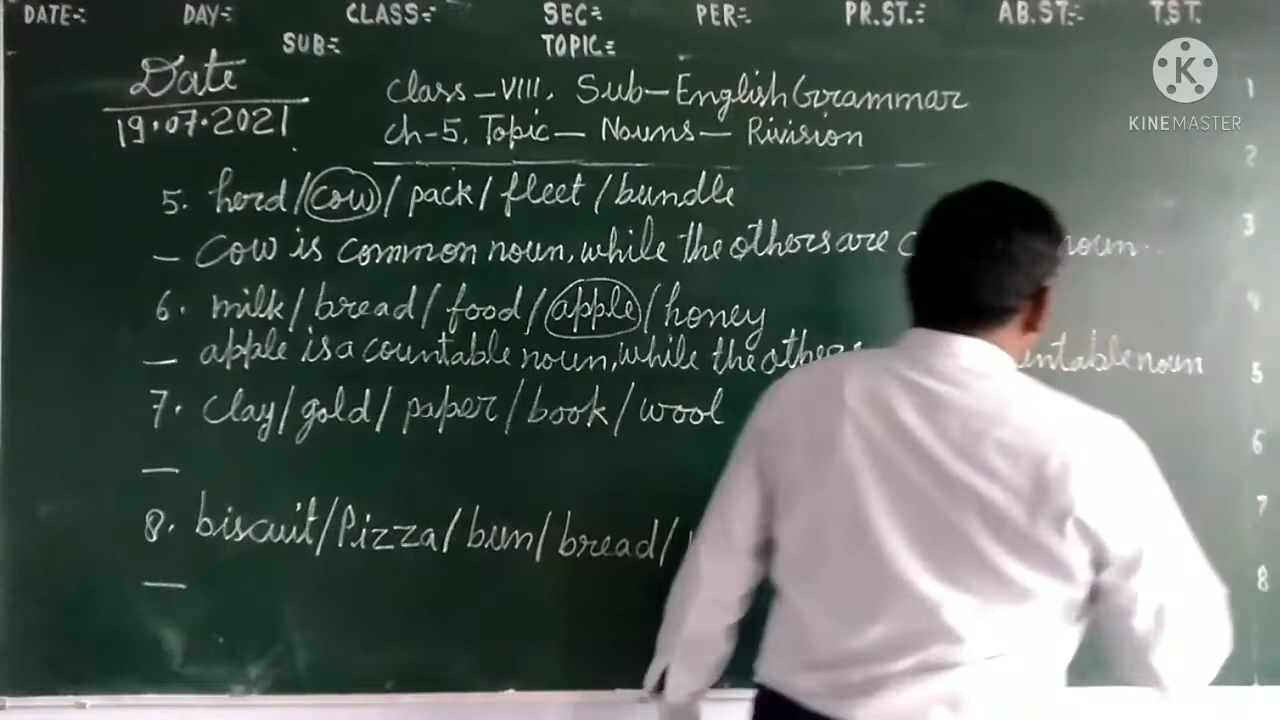 DATE:- DAY:- CLASS:- SEC:- PER:- PR.ST.:- AB.ST:- T.ST.
SUB:- TOPIC:-
Date
19.07.2021
class-VIII. Sub-English Grammar
ch-5. Topic- Nouns- Rivision
KINEMASTER
5. herd/cow/pack/fleet/bundle
- Cow is common noun, while the others are noun.
6. milk/bread/food/apple/honey
- apple is a countable noun, while the others noun
7. clay/gold/paper/book/wool
-
8. biscuit/Pizza/bun/bread/
-
1
2
3
4
5
6
7
8